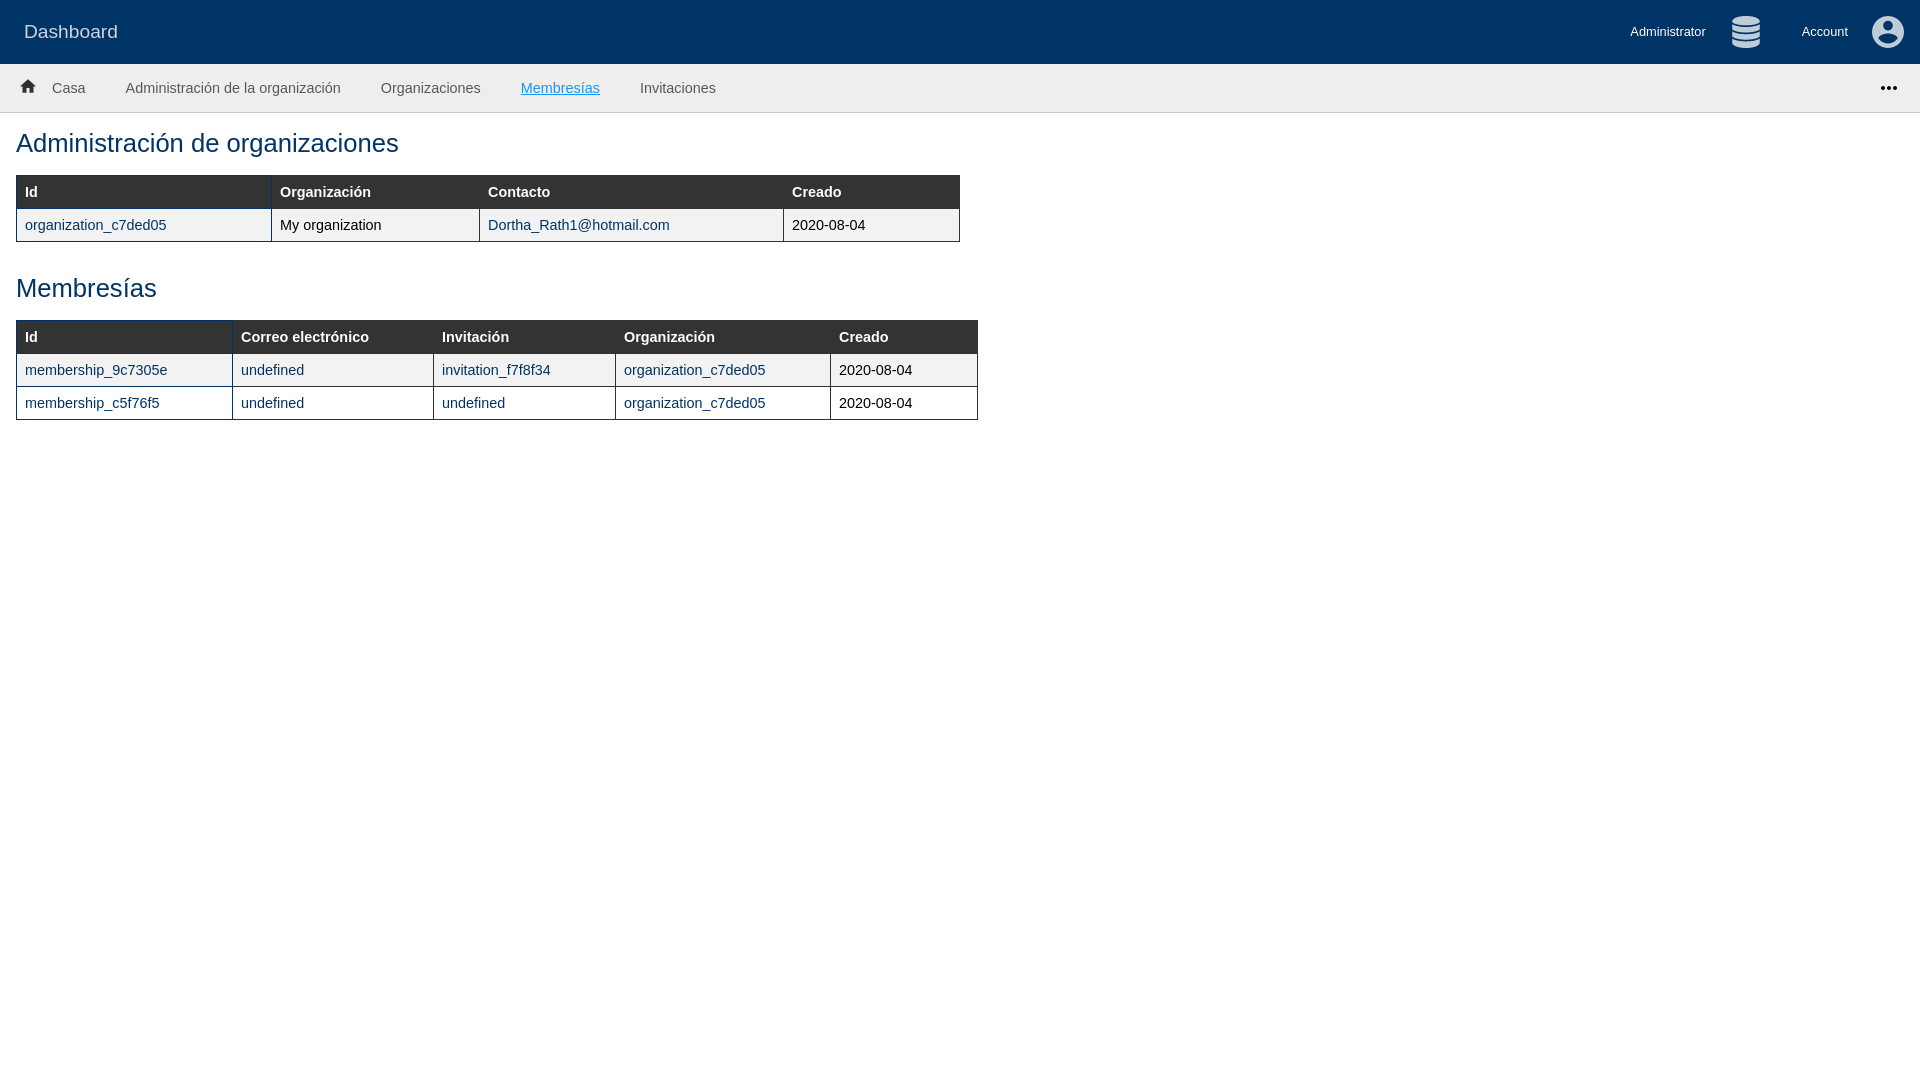 Dashboard Administrator Account
Casa Administración de la organización Organizaciones Membresías Invitaciones
Administración de organizaciones
Id Organización Contacto Creado
organization_c7ded05 My organization Dortha_Rath1@hotmail.com 2020-08-04
Membresías
Id Correo electrónico Invitación Organización Creado
membership_9c7305e undefined invitation_f7f8f34 organization_c7ded05 2020-08-04
membership_c5f76f5 undefined undefined organization_c7ded05 2020-08-04